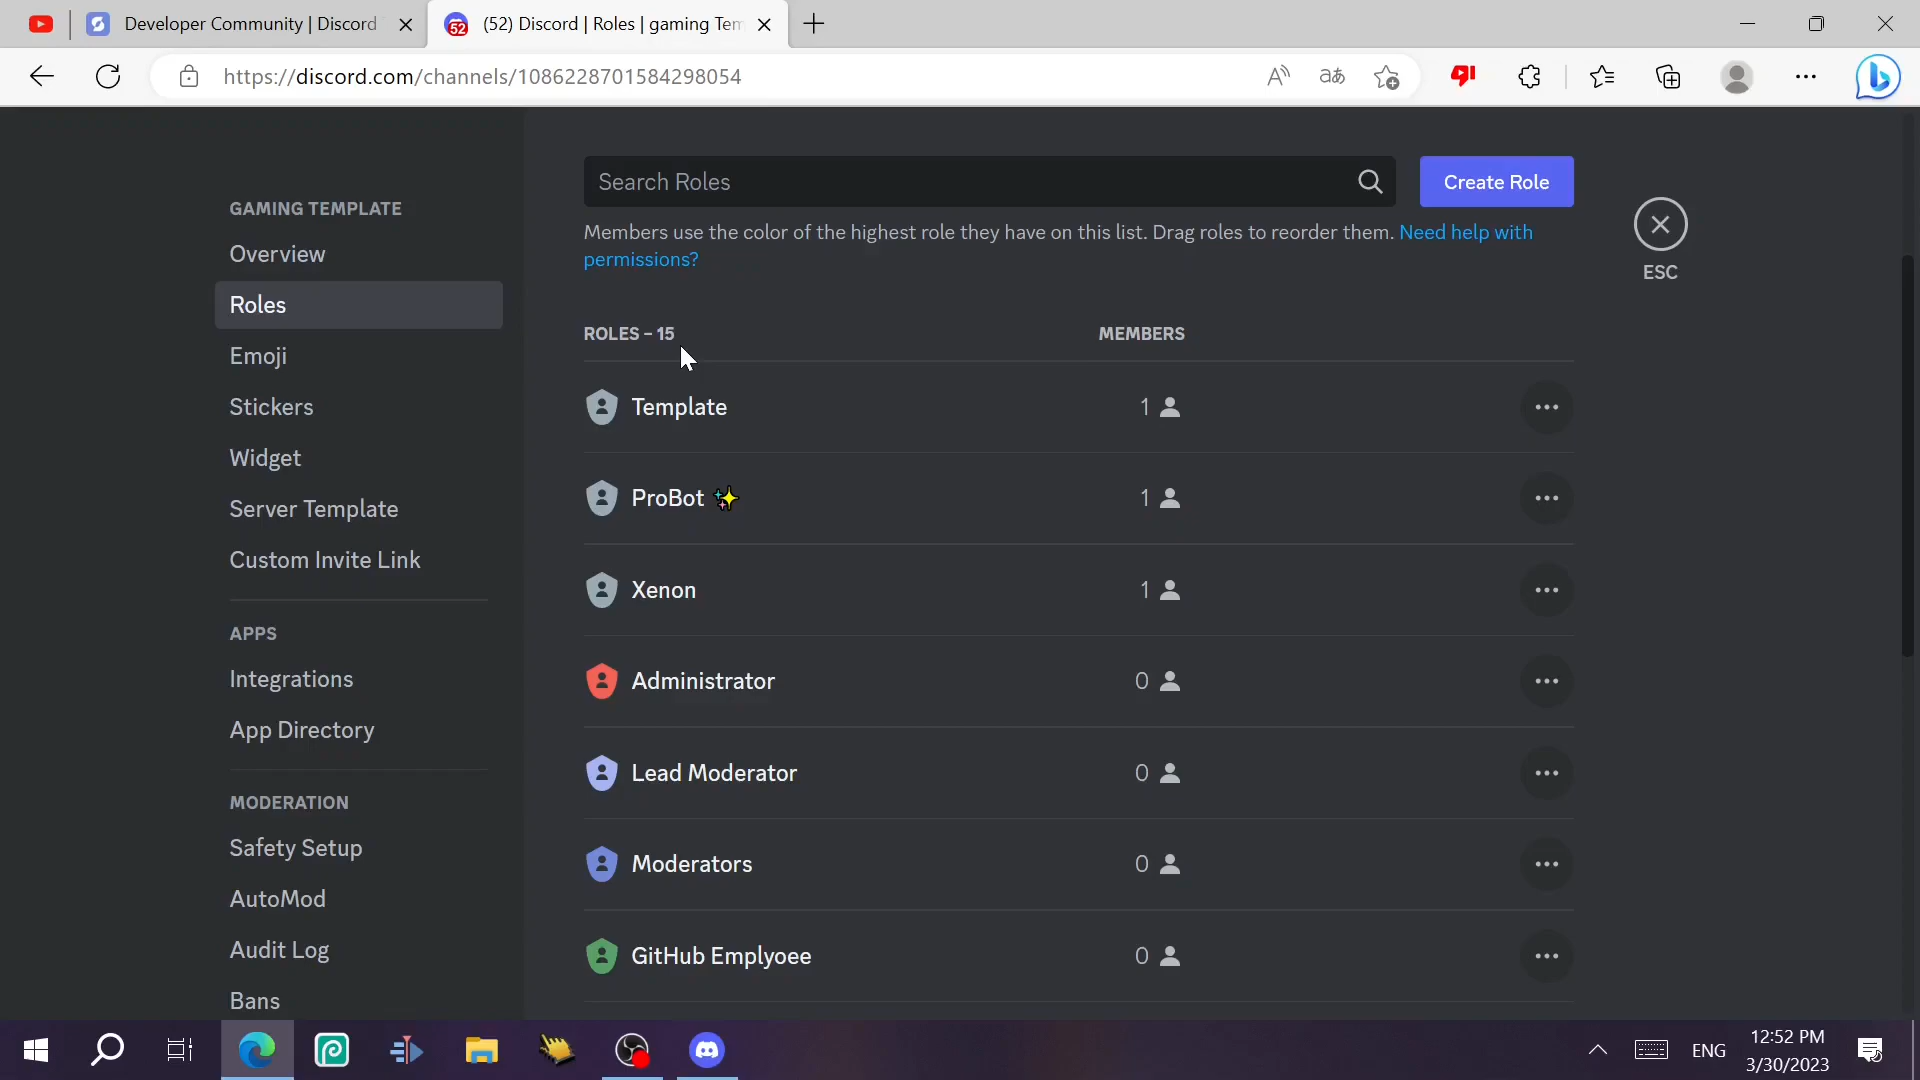 Developer Community | Discord
52
(52) Discord | Roles | gaming Tem
https://discord.com/channels/1086228701584298054
GAMING TEMPLATE
Overview
Roles
Emoji
Stickers
Widget
Server Template
Custom Invite Link
APPS
Integrations
App Directory
MODERATION
Safety Setup
AutoMod
Audit Log
Bans
Search Roles
Create Role
Members use the color of the highest role they have on this list. Drag roles to reorder them. Need help with
permissions?
ESC
ROLES – 15 MEMBERS
Template 1
ProBot ✨ 1
Xenon 1
Administrator 0
Lead Moderator 0
Moderators 0
GitHub Emplyoee 0
ENG
12:52 PM
3/30/2023